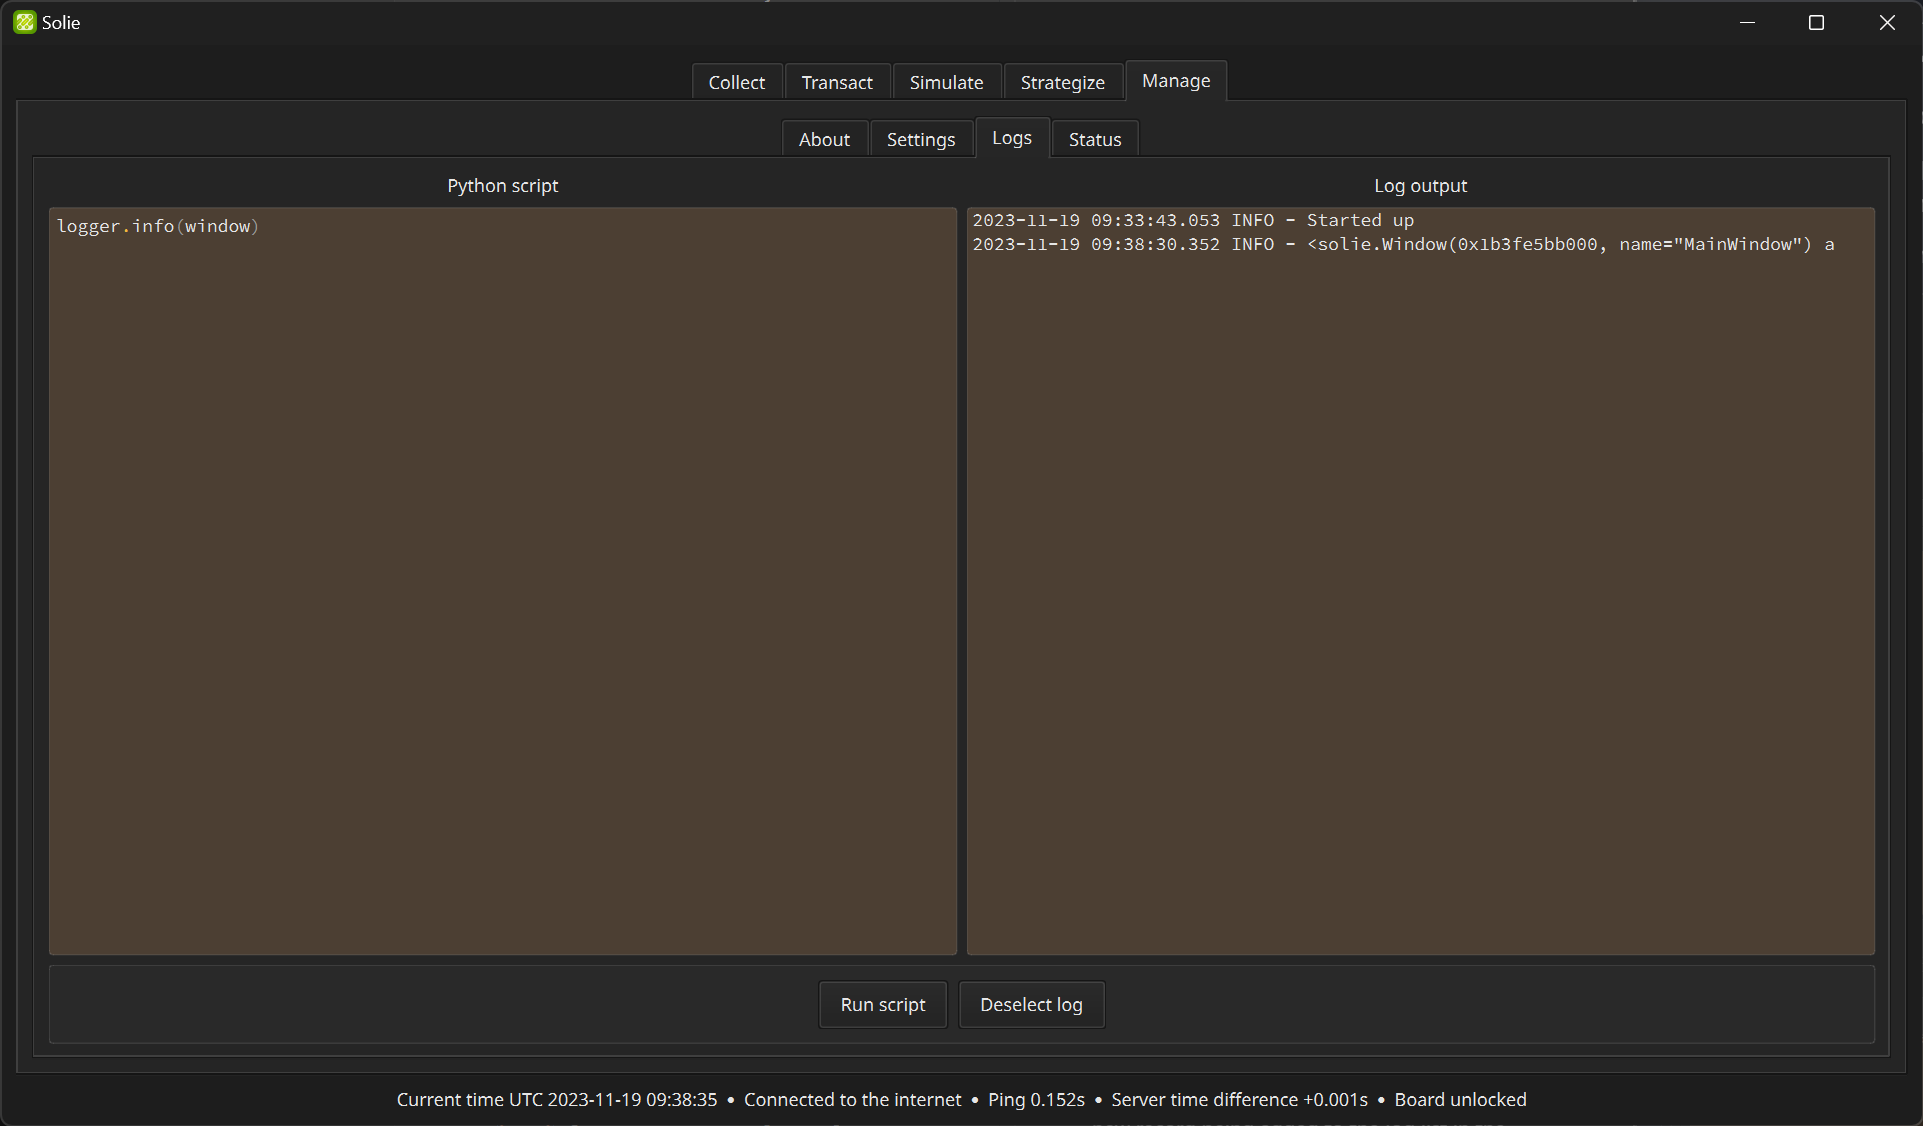 Solie
Collect Transact Simulate Strategize Manage
About Settings Logs Status
Python script
logger.info(window)
Log output
2023-11-19 09:33:43.053 INFO - Started up
2023-11-19 09:38:30.352 INFO - <solie.Window(0x1b3fe5bb000, name="MainWindow") a
Run script Deselect log
Current time UTC 2023-11-19 09:38:35 • Connected to the internet • Ping 0.152s • Server time difference +0.001s • Board unlocked